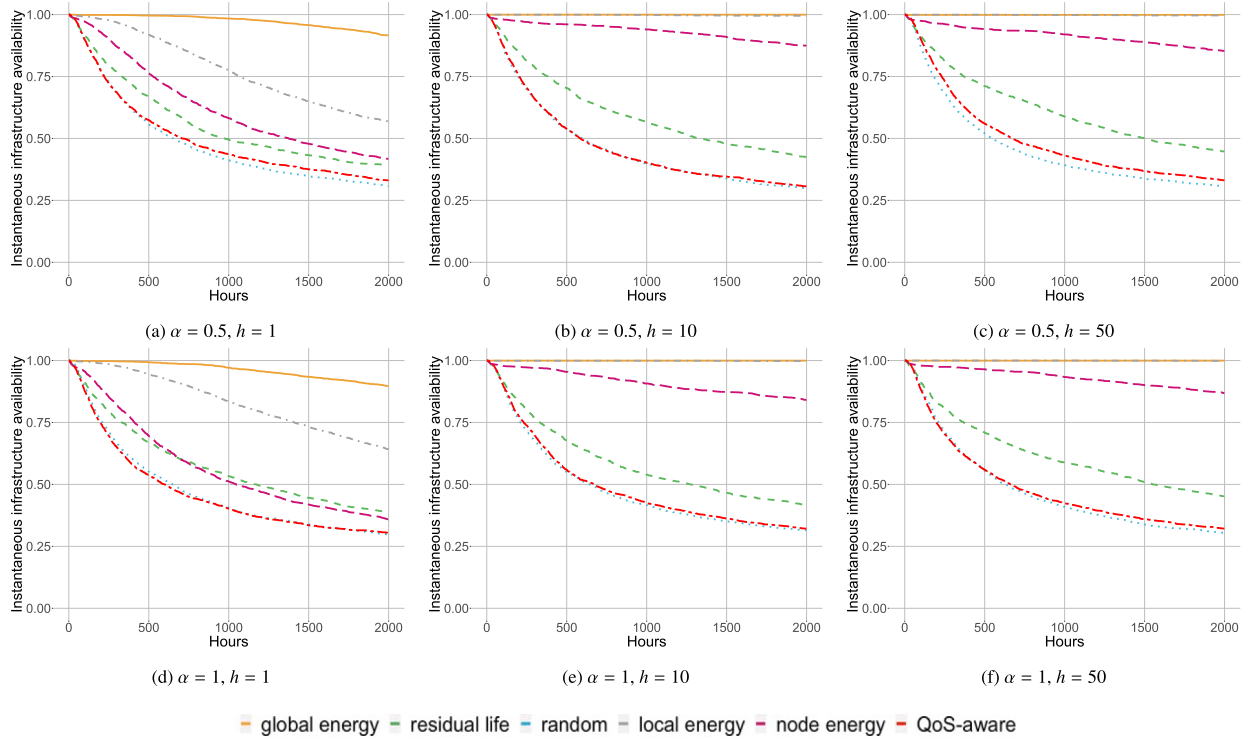 Instantaneous infrastructure availability
1.00
0.75
0.50
0.25
0.00
0 500 1000 1500 2000
Hours
(a) α = 0.5, h = 1
Instantaneous infrastructure availability
1.00
0.75
0.50
0.25
0.00
0 500 1000 1500 2000
Hours
(b) α = 0.5, h = 10
Instantaneous infrastructure availability
1.00
0.75
0.50
0.25
0.00
0 500 1000 1500 2000
Hours
(c) α = 0.5, h = 50
Instantaneous infrastructure availability
1.00
0.75
0.50
0.25
0.00
0 500 1000 1500 2000
Hours
(d) α = 1, h = 1
Instantaneous infrastructure availability
1.00
0.75
0.50
0.25
0.00
0 500 1000 1500 2000
Hours
(e) α = 1, h = 10
Instantaneous infrastructure availability
1.00
0.75
0.50
0.25
0.00
0 500 1000 1500 2000
Hours
(f) α = 1, h = 50
global energy residual life random local energy node energy QoS-aware